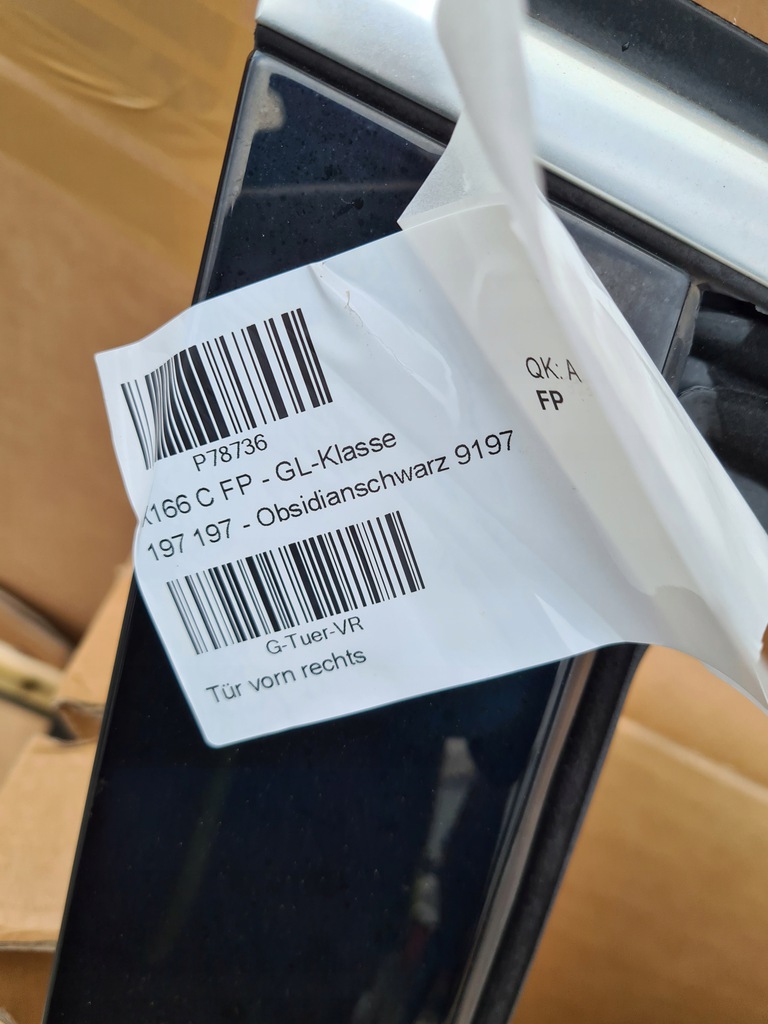 P78736
X166 C FP - GL-Klasse
197 197 - Obsidianschwarz 9197
G-Tuer-VR
Tür vorn rechts
QK: A
FP